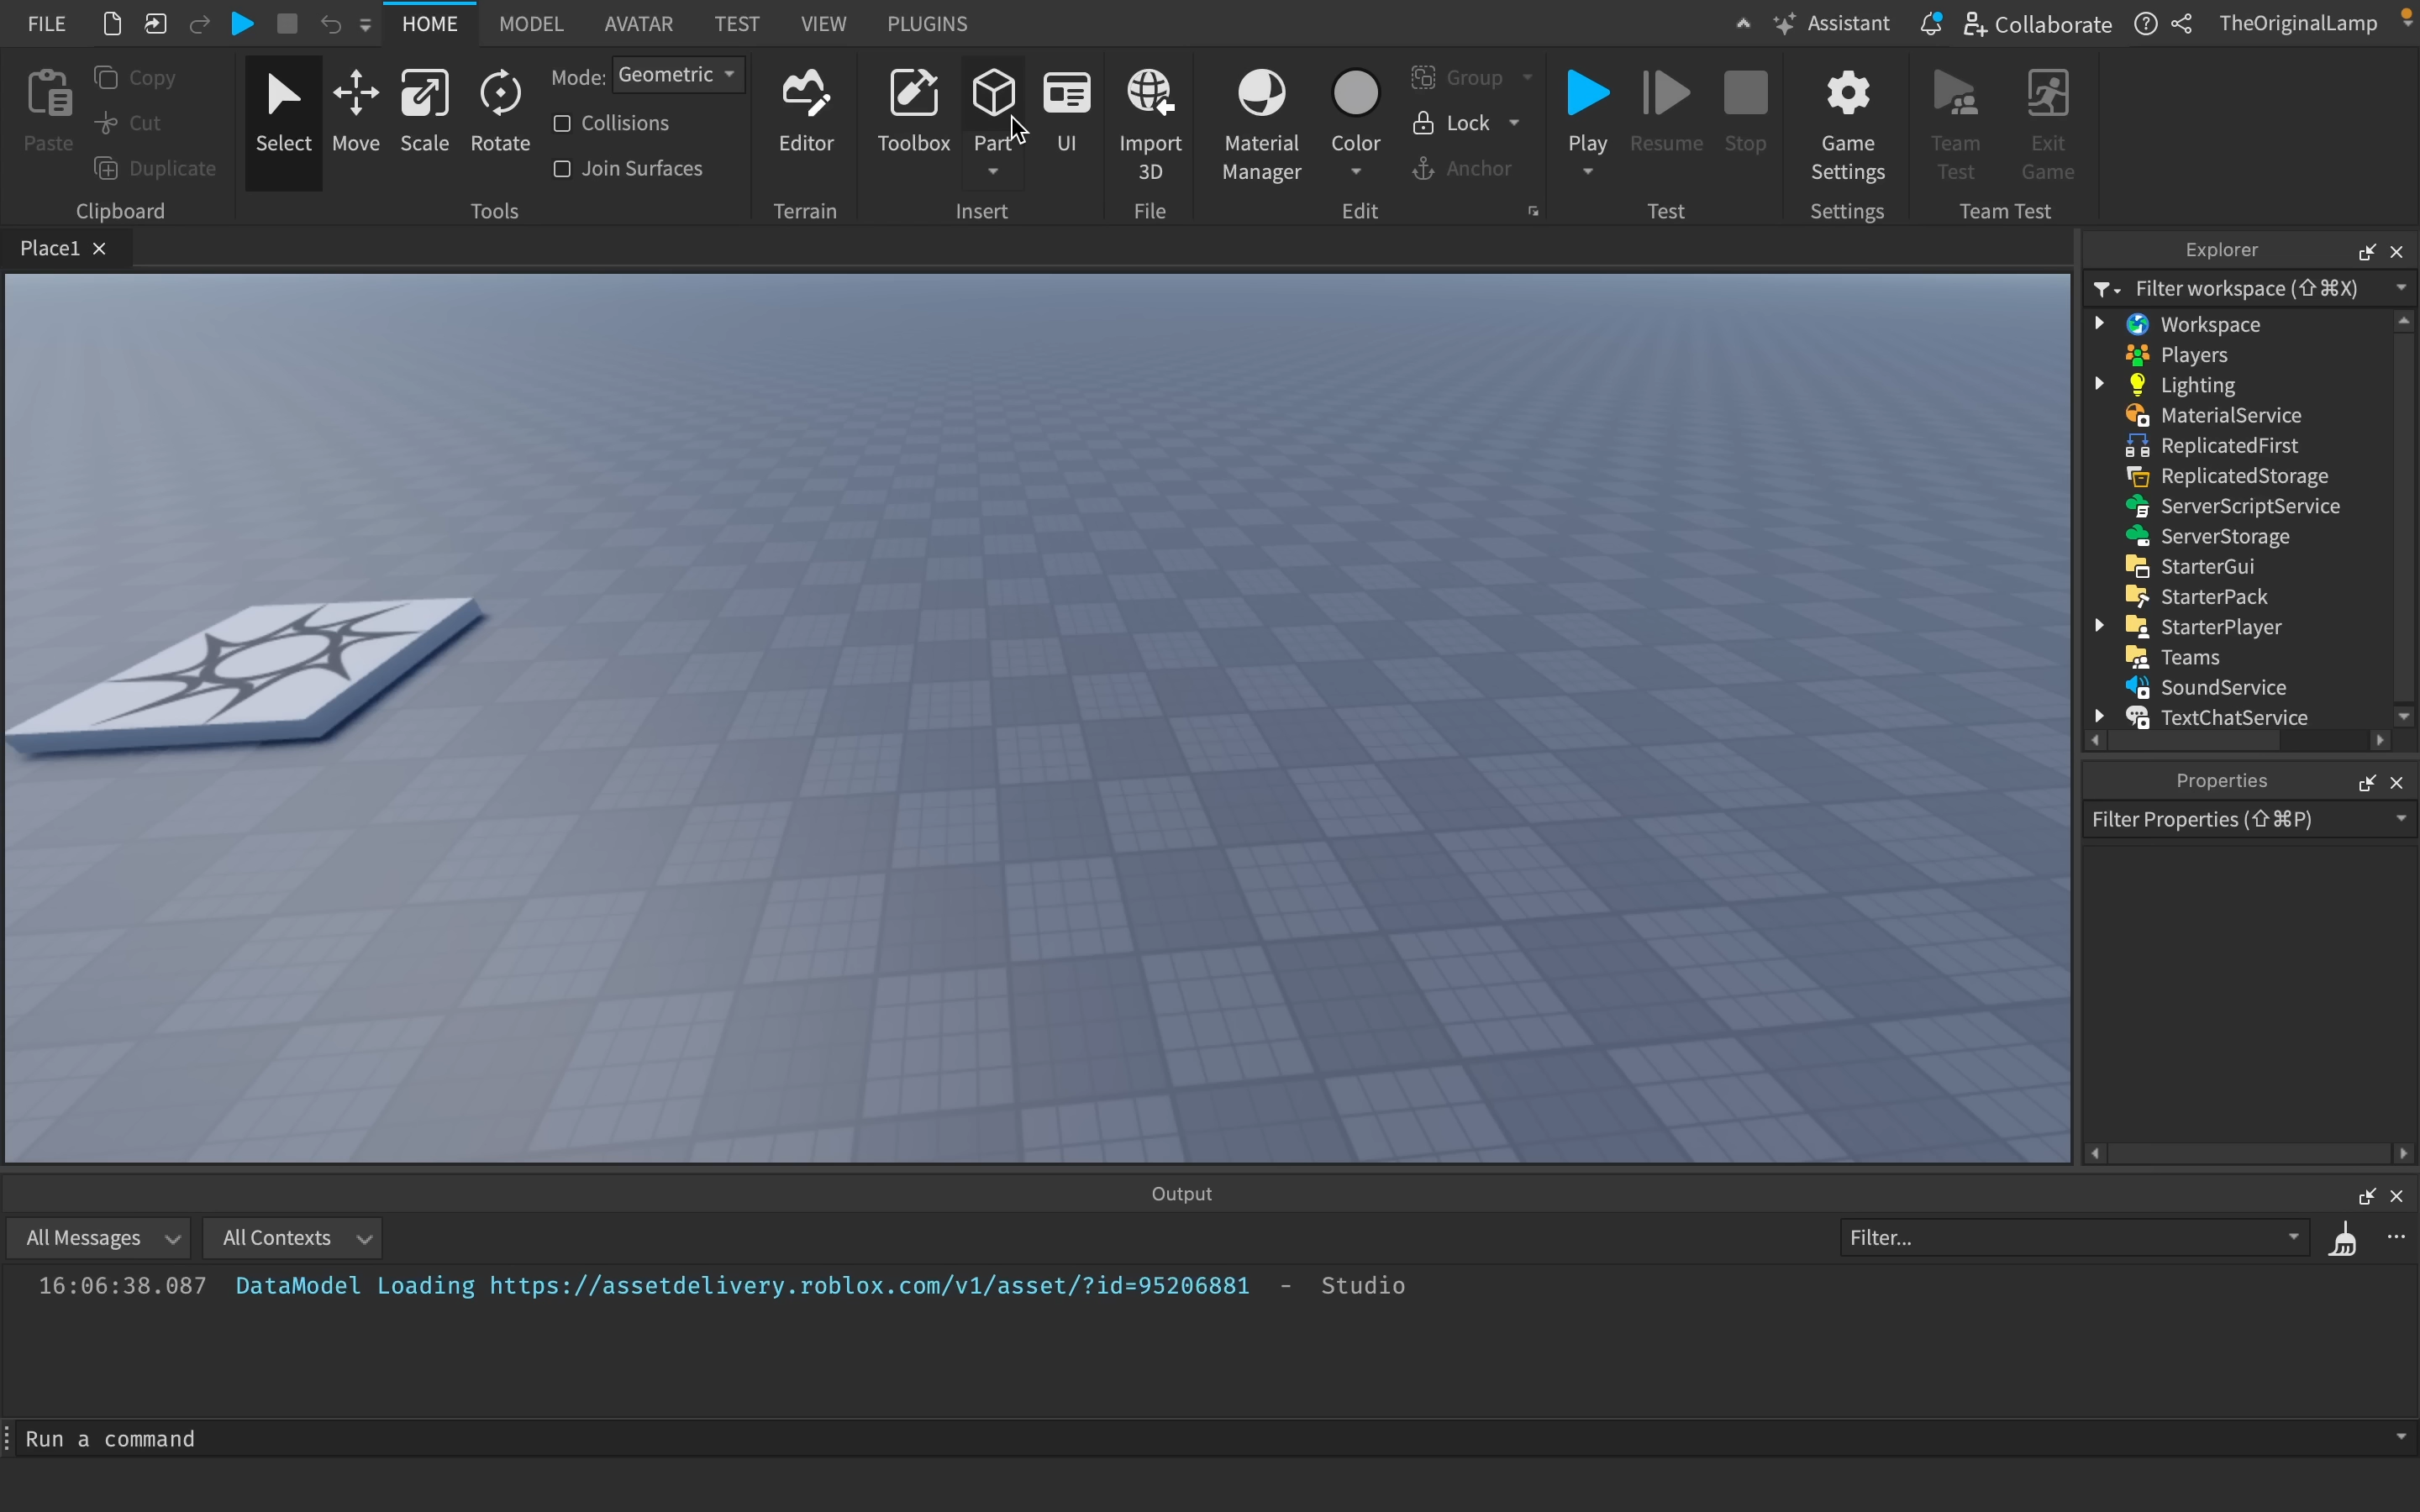 FILE HOME MODEL AVATAR TEST VIEW PLUGINS Assistant Collaborate TheOriginalLamp
Paste
Copy
Cut
Duplicate
Clipboard
Select Move Scale Rotate
Mode: Geometric
Collisions
Join Surfaces
Tools
Editor
Terrain
Toolbox Part UI
Insert
Import
3D
File
Material
Manager
Color
Group
Lock
Anchor
Edit
Play Resume Stop
Test
Game
Settings
Settings
Team
Test
Exit
Game
Team Test
Place1
Explorer
Filter workspace (⇧⌘X)
Workspace
Players
Lighting
MaterialService
ReplicatedFirst
ReplicatedStorage
ServerScriptService
ServerStorage
StarterGui
StarterPack
StarterPlayer
Teams
SoundService
TextChatService
Properties
Filter Properties (⇧⌘P)
Output
All Messages All Contexts Filter...
16:06:38.087 DataModel Loading https://assetdelivery.roblox.com/v1/asset/?id=95206881 - Studio
Run a command